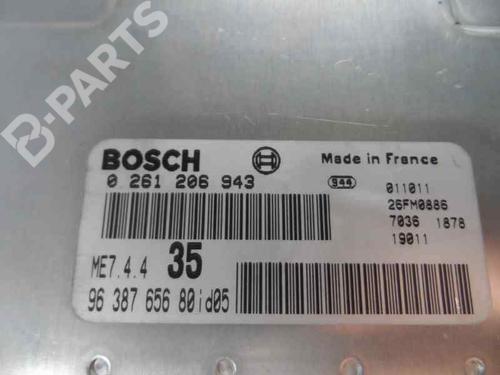 B-PARTS
BOSCH
Made in France
0 261 206 943
944
011011
26FM0886
7036 1878
19011
ME7.4.4 35
96 387 656 80id05